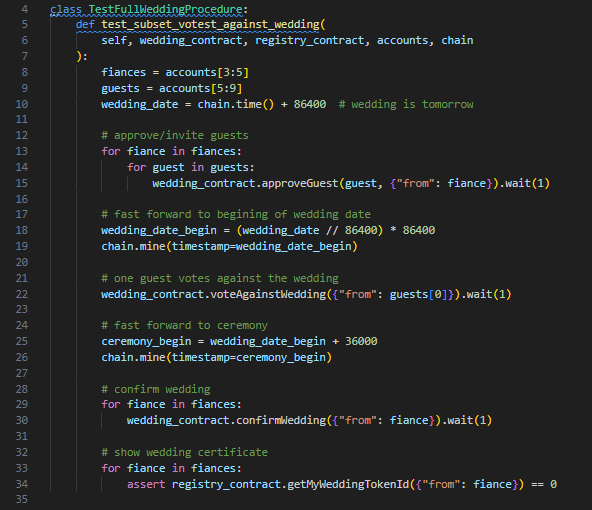 4 class TestFullWeddingProcedure:
5     def test_subset_votest_against_wedding(
6         self, wedding_contract, registry_contract, accounts, chain
7     ):
8         fiances = accounts[3:5]
9         guests = accounts[5:9]
10         wedding_date = chain.time() + 86400  # wedding is tomorrow
11
12         # approve/invite guests
13         for fiance in fiances:
14             for guest in guests:
15                 wedding_contract.approveGuest(guest, {"from": fiance}).wait(1)
16
17         # fast forward to begining of wedding date
18         wedding_date_begin = (wedding_date // 86400) * 86400
19         chain.mine(timestamp=wedding_date_begin)
20
21         # one guest votes against the wedding
22         wedding_contract.voteAgainstWedding({"from": guests[0]}).wait(1)
23
24         # fast forward to ceremony
25         ceremony_begin = wedding_date_begin + 36000
26         chain.mine(timestamp=ceremony_begin)
27
28         # confirm wedding
29         for fiance in fiances:
30             wedding_contract.confirmWedding({"from": fiance}).wait(1)
31
32         # show wedding certificate
33         for fiance in fiances:
34             assert registry_contract.getMyWeddingTokenId({"from": fiance}) == 0
35